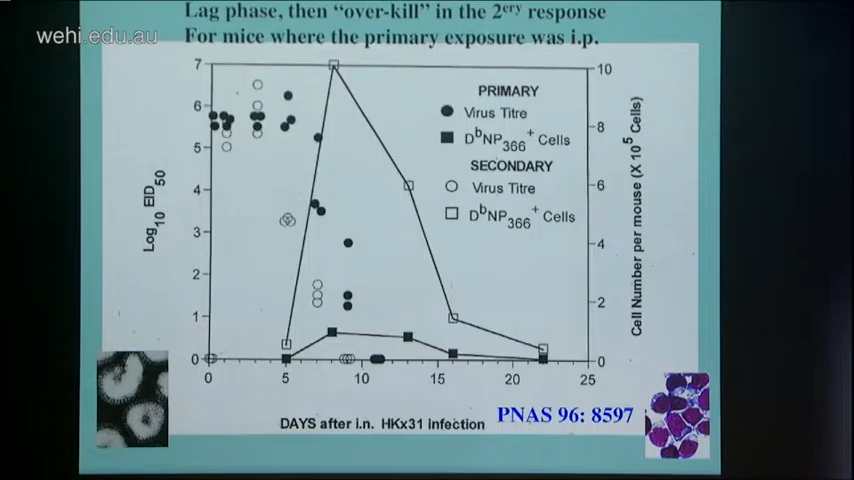 Lag phase, then “over-kill” in the 2ery response
For mice where the primary exposure was i.p.
wehi.edu.au
7
6
5
4
3
2
1
0
Log10 EID50
PRIMARY
Virus Titre
DbNP366+ Cells
SECONDARY
Virus Titre
DbNP366+ Cells
10
8
6
4
2
0
Cell Number per mouse (X 10^5 Cells)
0 5 10 15 20 25
DAYS after i.n. HKx31 infection
PNAS 96: 8597